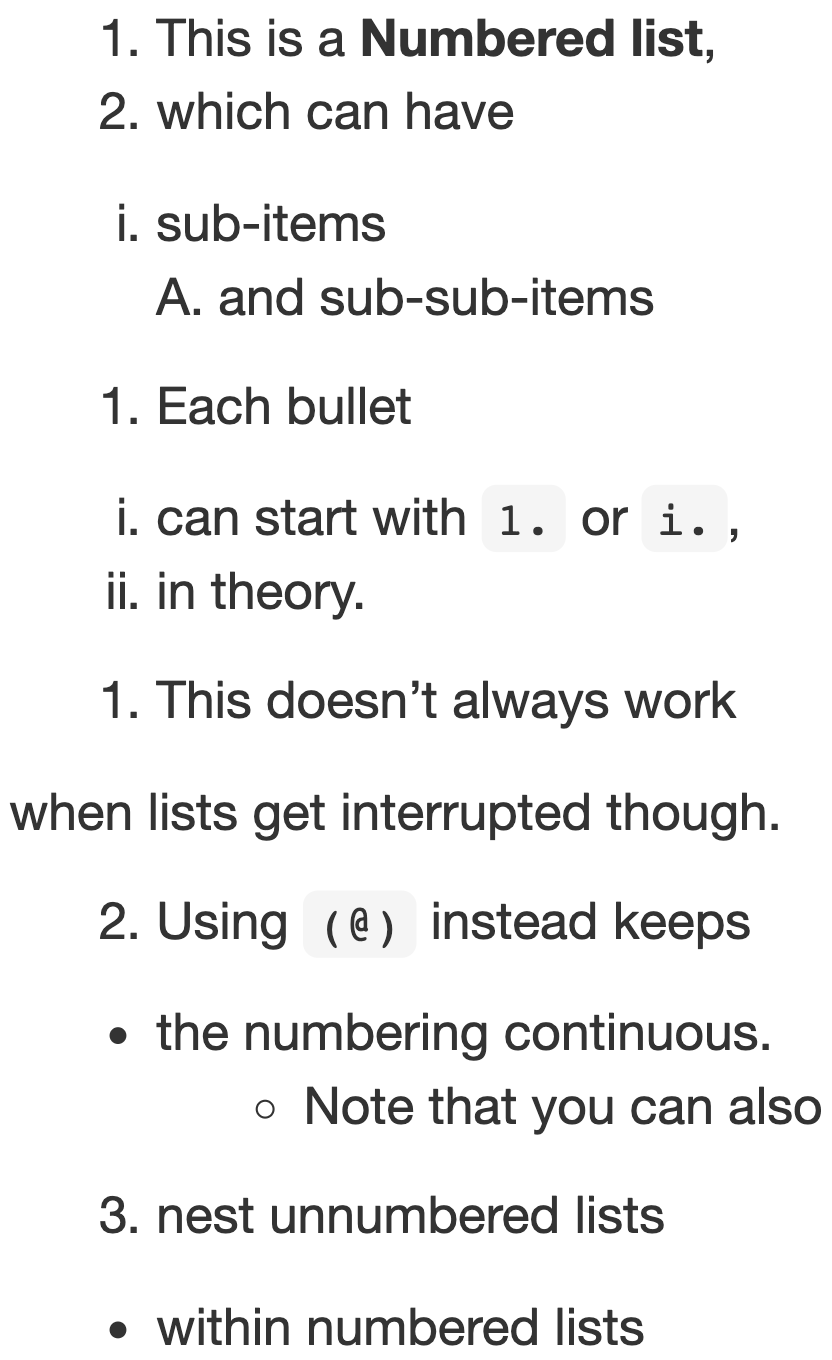 1. This is a Numbered list,
2. which can have
i. sub-items
A. and sub-sub-items
1. Each bullet
i. can start with 1. or i.,
ii. in theory.
1. This doesn’t always work
when lists get interrupted though.
2. Using (@) instead keeps
• the numbering continuous.
◦ Note that you can also
3. nest unnumbered lists
• within numbered lists